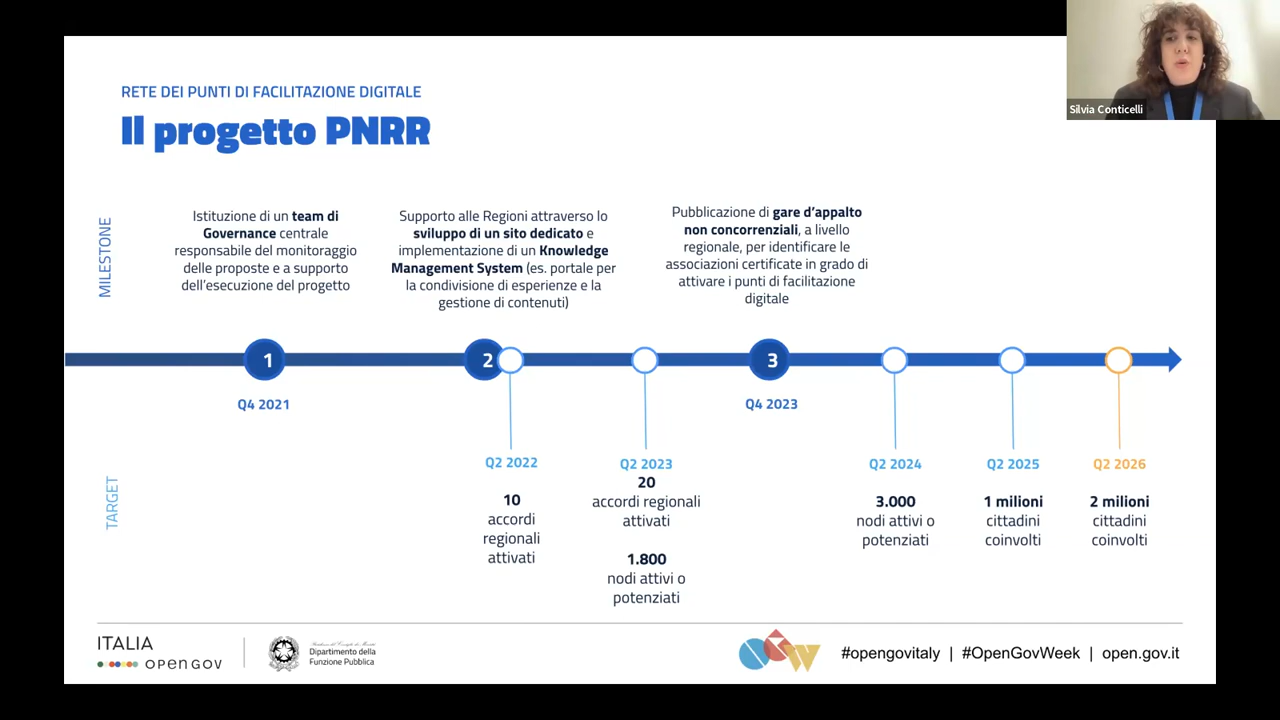 RETE DEI PUNTI DI FACILITAZIONE DIGITALE
Il progetto PNRR
Silvia Conticelli
MILESTONE
Istituzione di un team di
Governance centrale
responsabile del monitoraggio
delle proposte e a supporto
dell'esecuzione del progetto
Supporto alle Regioni attraverso lo
sviluppo di un sito dedicato e
implementazione di un Knowledge
Management System (es. portale per
la condivisione di esperienze e la
gestione di contenuti)
Pubblicazione di gare d'appalto
non concorrenziali, a livello
regionale, per identificare le
associazioni certificate in grado di
attivare i punti di facilitazione
digitale
1
2
3
Q4 2021
Q4 2023
TARGET
Q2 2022
10
accordi
regionali
attivati
Q2 2023
20
accordi regionali
attivati
1.800
nodi attivi o
potenziati
Q2 2024
3.000
nodi attivi o
potenziati
Q2 2025
1 milioni
cittadini
coinvolti
Q2 2026
2 milioni
cittadini
coinvolti
ITALIA
OPEN GOV
Dipartimento della
Funzione Pubblica
#opengovitaly | #OpenGovWeek | open.gov.it